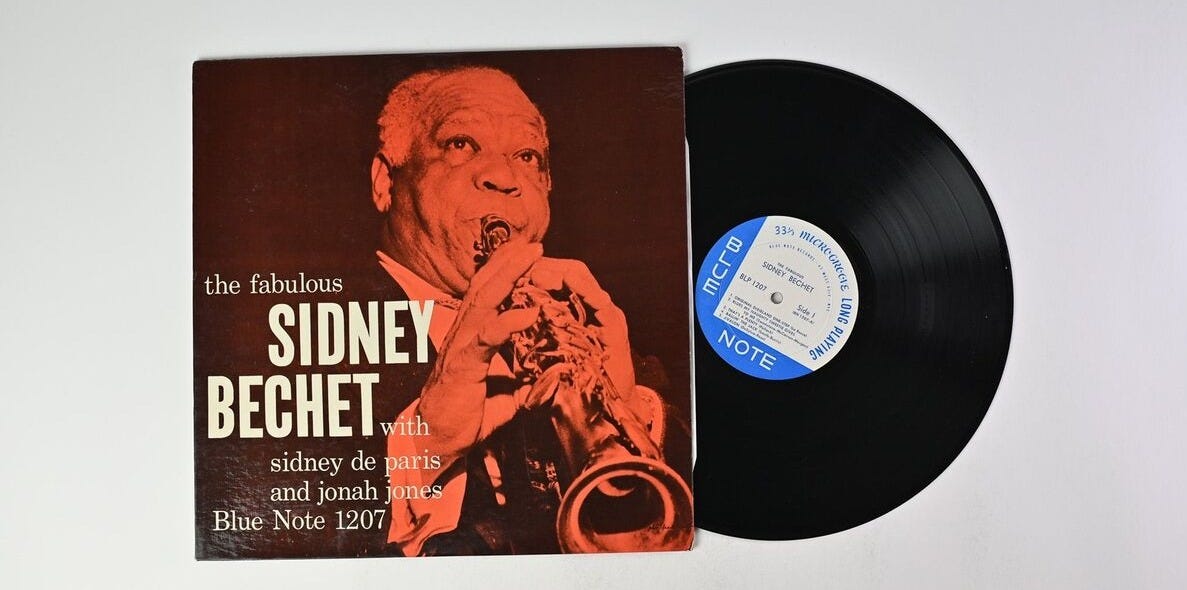 the fabulous
SIDNEY
BECHET
with
sidney de paris
and jonah jones
Blue Note 1207
BLUE
NOTE
33⅓ MICROGROOVE LONG PLAYING
THE FABULOUS
SIDNEY BECHET
BLP 1207
Side 1